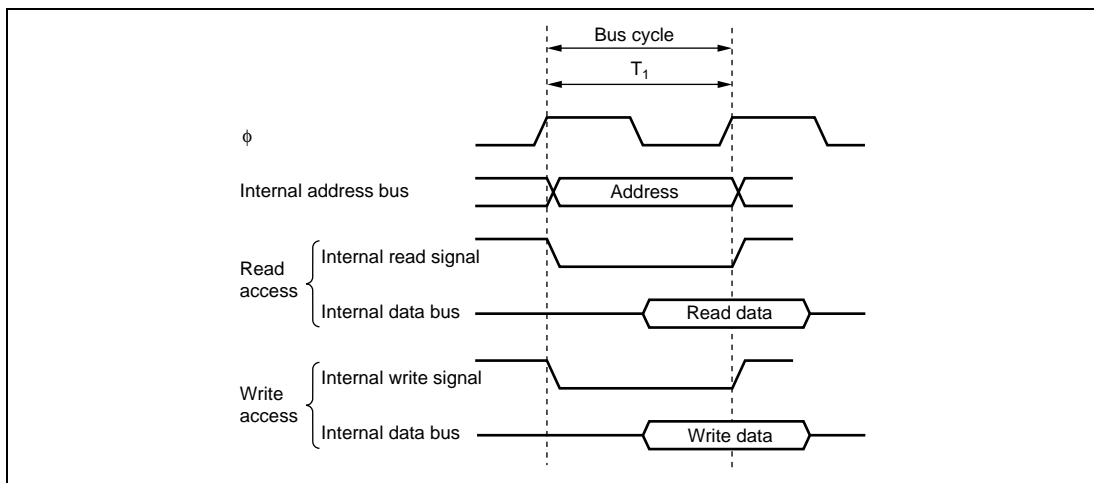 Bus cycle
T₁
ϕ
Internal address bus
Address
Read
access
Internal read signal
Internal data bus
Read data
Write
access
Internal write signal
Internal data bus
Write data